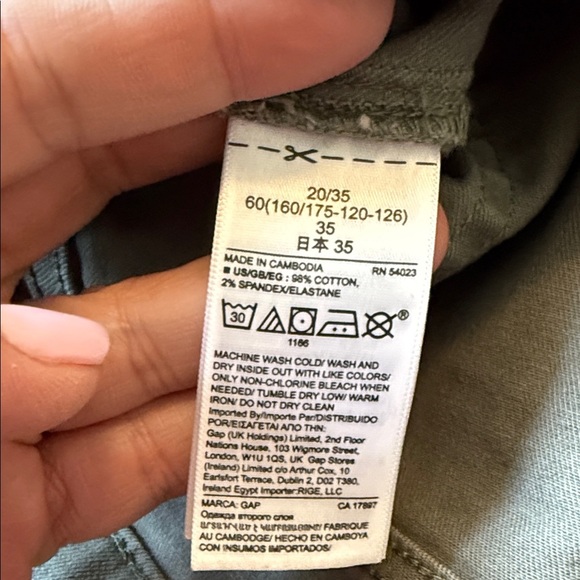 20/35
60(160/175-120-126)
35
日本 35
MADE IN CAMBODIA RN 54023
■ US/GB/EG : 98% COTTON,
2% SPANDEX/ELASTANE
30 ®
1166
MACHINE WASH COLD/ WASH AND
DRY INSIDE OUT WITH LIKE COLORS/
ONLY NON-CHLORINE BLEACH WHEN
NEEDED/ TUMBLE DRY LOW/ WARM
IRON/ DO NOT DRY CLEAN
Imported By/Importe Par/DISTRIBUIDO
POR/ΕΙΣΑΓΕΤΑΙ ΑΠΟ ΤΗΝ:
Gap (UK Holdings) Limited, 2nd Floor
Nations House, 103 Wigmore Street,
London, W1U 1QS, UK Gap Stores
(Ireland) Limited c/o Arthur Cox, 10
Earlsfort Terrace, Dublin 2, D02 T380,
Ireland Egypt Importer:RIGE, LLC
MARCA: GAP CA 17897
Одежда второго слоя
FABRIQUE
AU CAMBODGE/ HECHO EN CAMBOYA
CON INSUMOS IMPORTADOS/